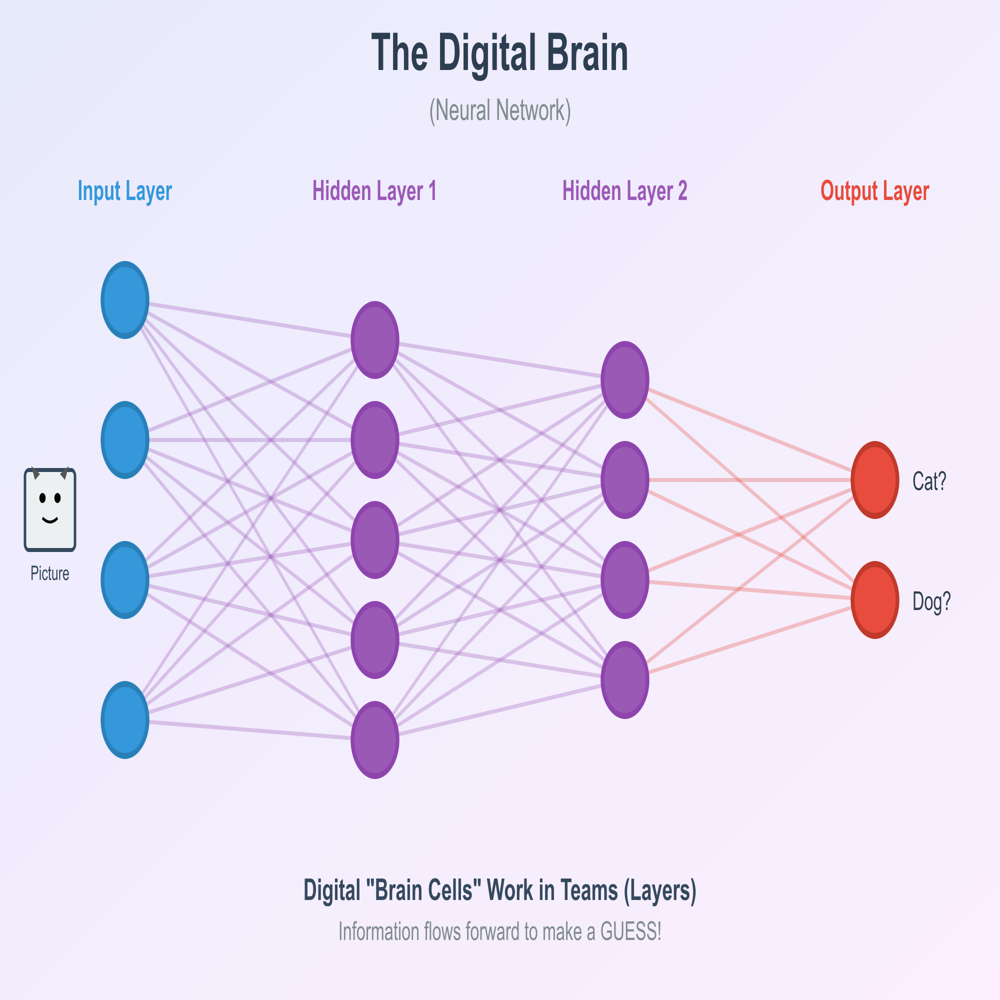 The Digital Brain
(Neural Network)
Input Layer
Hidden Layer 1
Hidden Layer 2
Output Layer
Picture
Cat?
Dog?
Digital "Brain Cells" Work in Teams (Layers)
Information flows forward to make a GUESS!